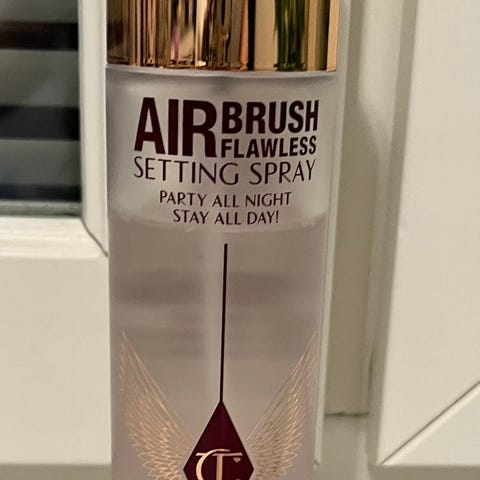 AIRBRUSH
FLAWLESS
SETTING SPRAY
PARTY ALL NIGHT
STAY ALL DAY!
CT